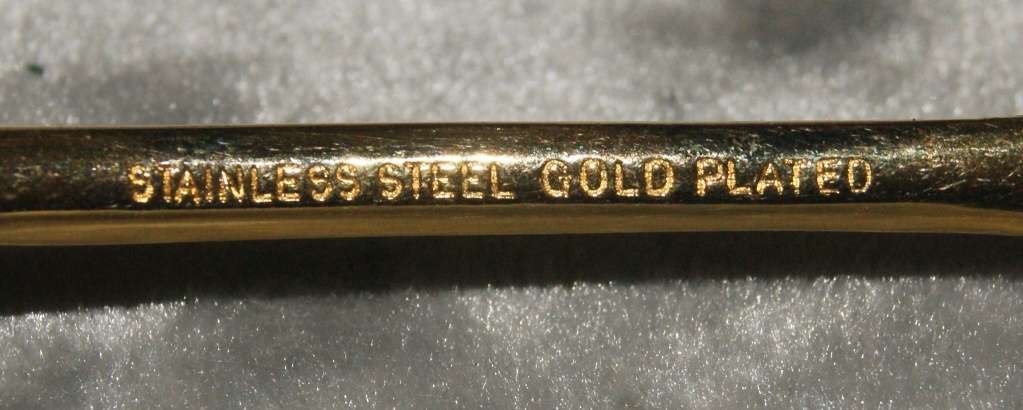 STAINLESS STEEL GOLD PLATED